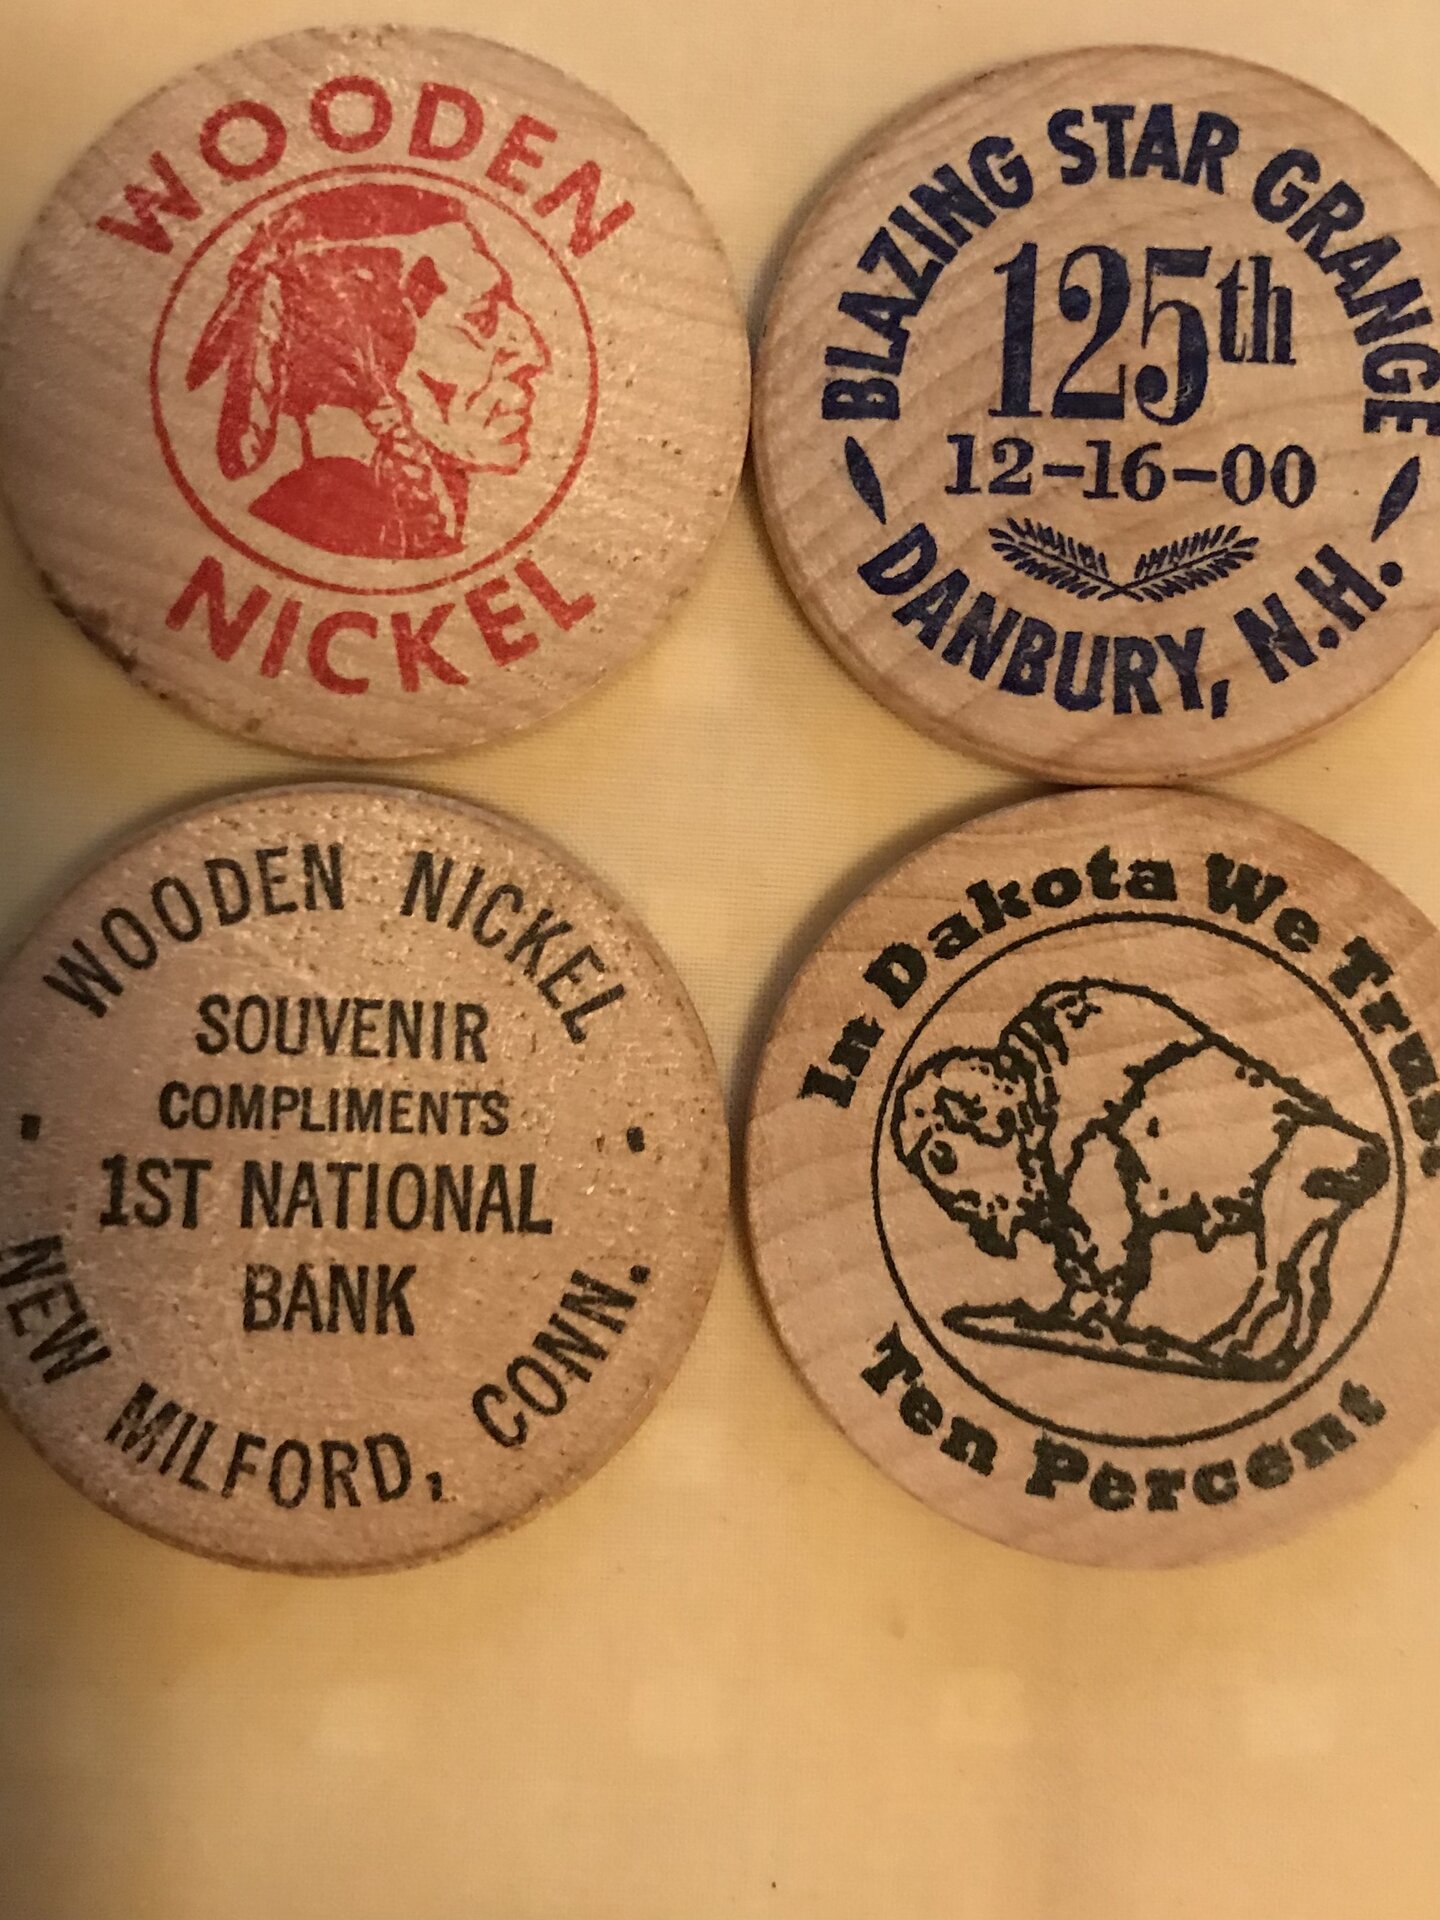 WOODEN
NICKEL
BLAZING STAR GRANGE
125th
12-16-00
DANBURY, N.H.
WOODEN NICKEL
SOUVENIR
COMPLIMENTS
1ST NATIONAL
BANK
NEW MILFORD, CONN.
In Dakota We Trust
Ten Percent